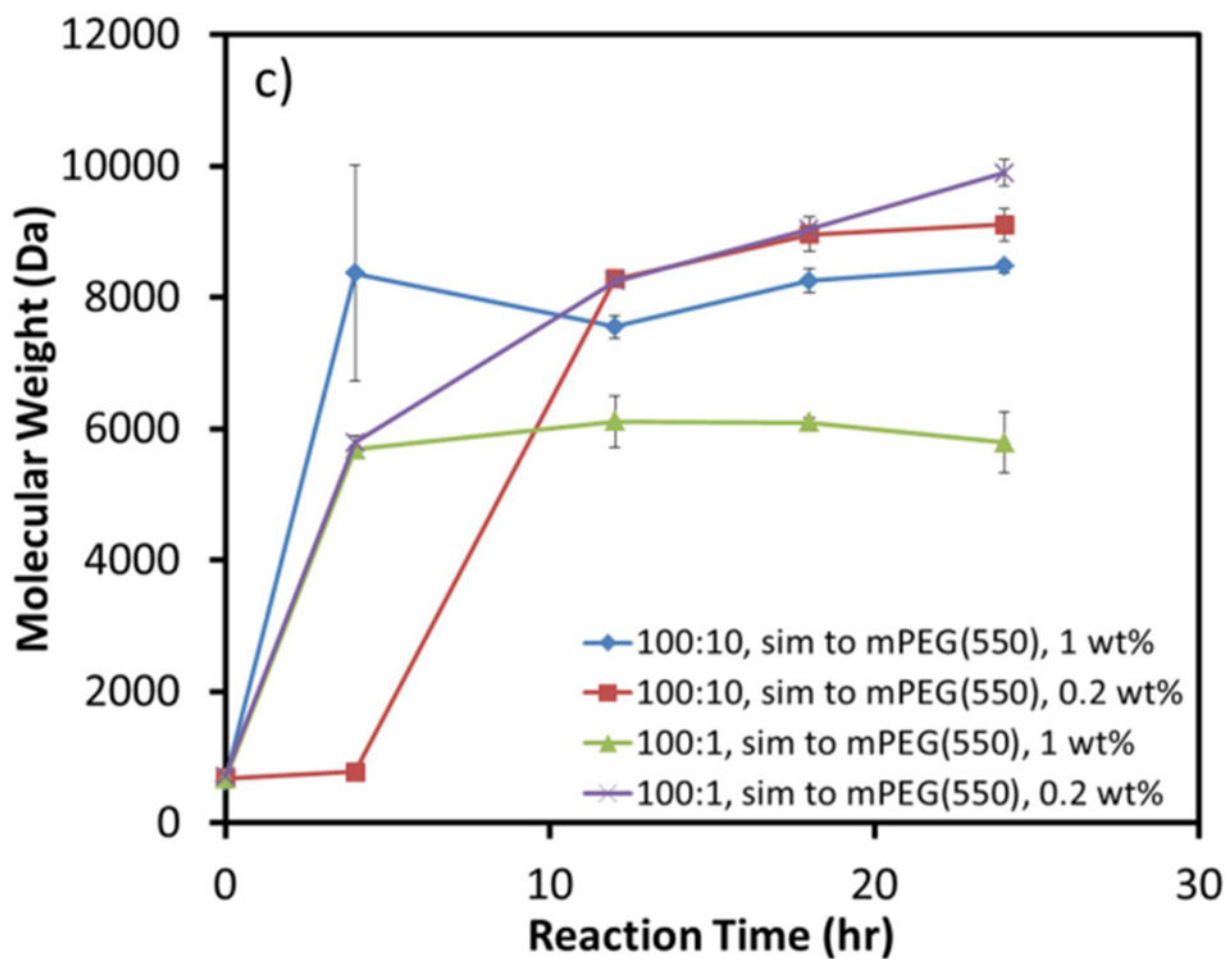 12000
c)
10000
8000
6000
4000
2000
0
Molecular Weight (Da)
100:10, sim to mPEG(550), 1 wt%
100:10, sim to mPEG(550), 0.2 wt%
100:1, sim to mPEG(550), 1 wt%
100:1, sim to mPEG(550), 0.2 wt%
0 10 20 30
Reaction Time (hr)